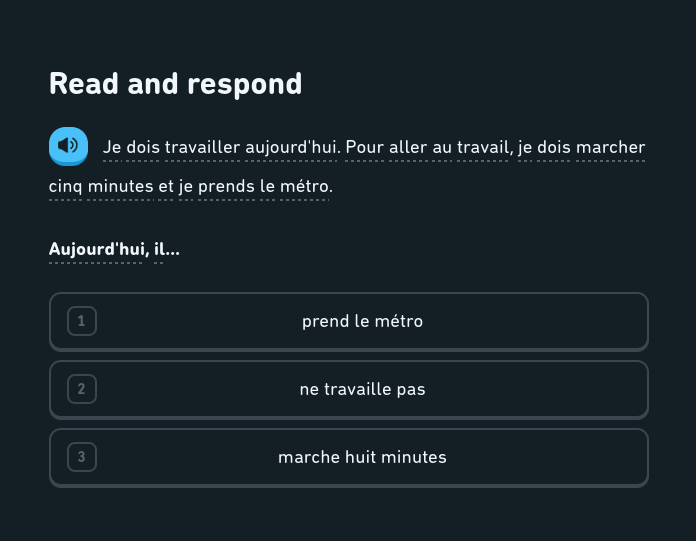 Read and respond
Je dois travailler aujourd'hui. Pour aller au travail, je dois marcher
cinq minutes et je prends le métro.
Aujourd'hui, il...
1 prend le métro
2 ne travaille pas
3 marche huit minutes